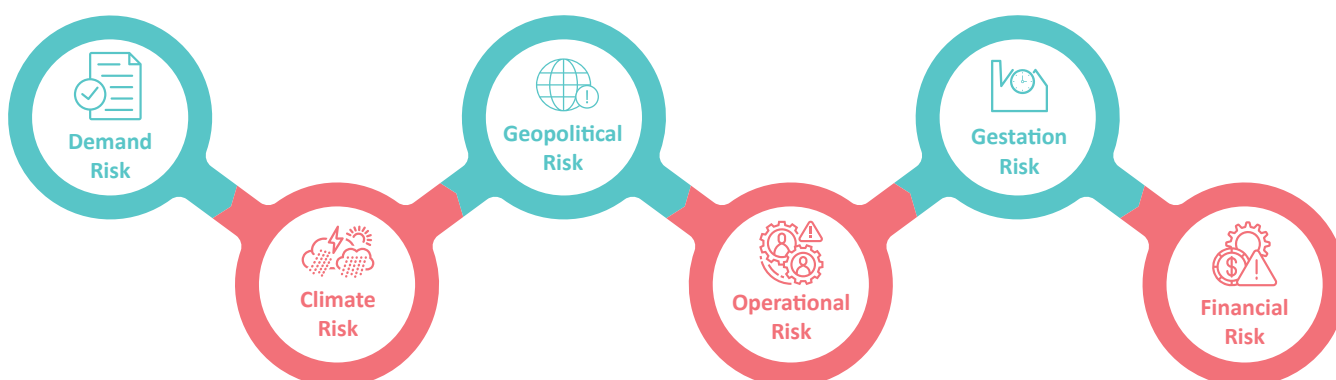 Demand
Risk
Climate
Risk
Geopolitical
Risk
Operational
Risk
Gestation
Risk
$
Financial
Risk